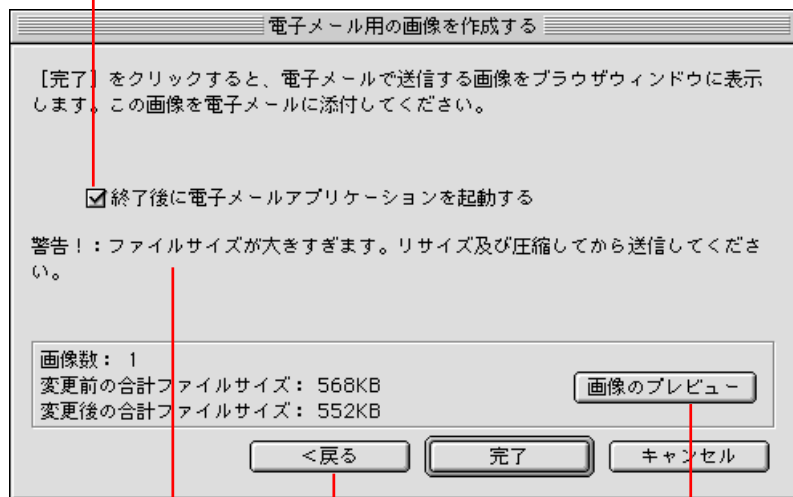 電子メール用の画像を作成する
［完了］をクリックすると、電子メールで送信する画像をブラウザウィンドウに表示
します。この画像を電子メールに添付してください。
終了後に電子メールアプリケーションを起動する
警告！：ファイルサイズが大きすぎます。リサイズ及び圧縮してから送信してくださ
い。
画像数： 1
変更前の合計ファイルサイズ： 568KB
画像のプレビュー
変更後の合計ファイルサイズ： 552KB
<戻る
完了
キャンセル